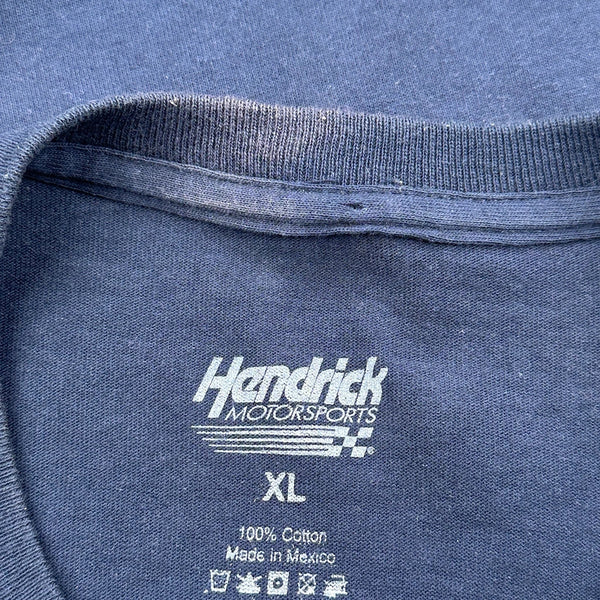 Hendrick
MOTORSPORTS
®
XL
100% Cotton
Made in Mexico